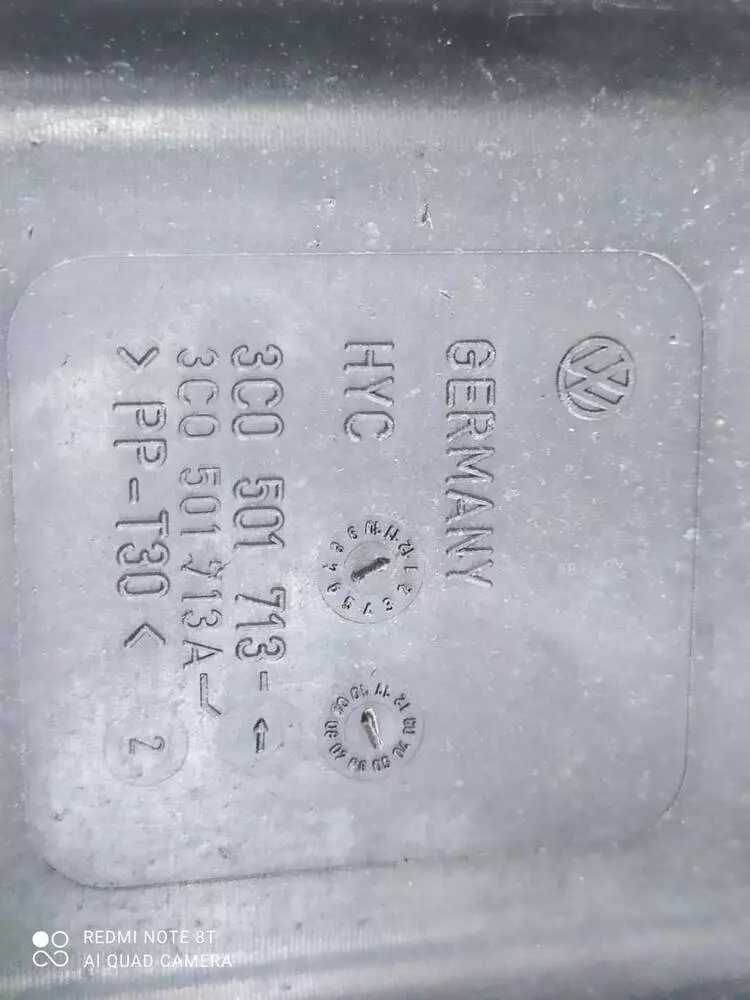 GERMANY
HYC
3C0 501 713-
3C0 501 713A
> PP-T30 <
2
REDMI NOTE 8T
AI QUAD CAMERA